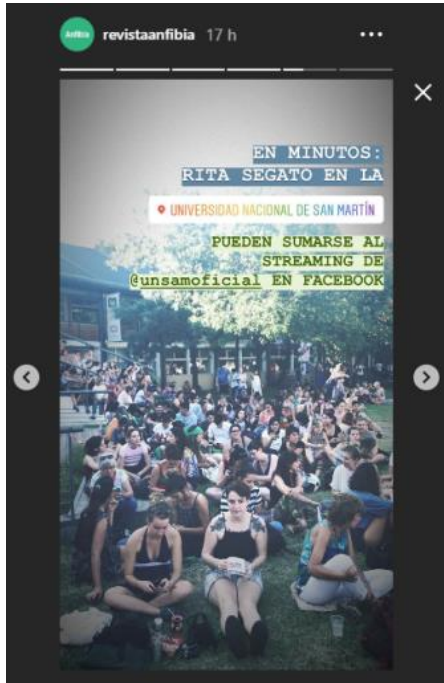 Anfibia
revistaanfibia 17 h
EN MINUTOS:
RITA SEGATO EN LA
UNIVERSIDAD NACIONAL DE SAN MARTÍN
PUEDEN SUMARSE AL
STREAMING DE
@unsamoficial EN FACEBOOK